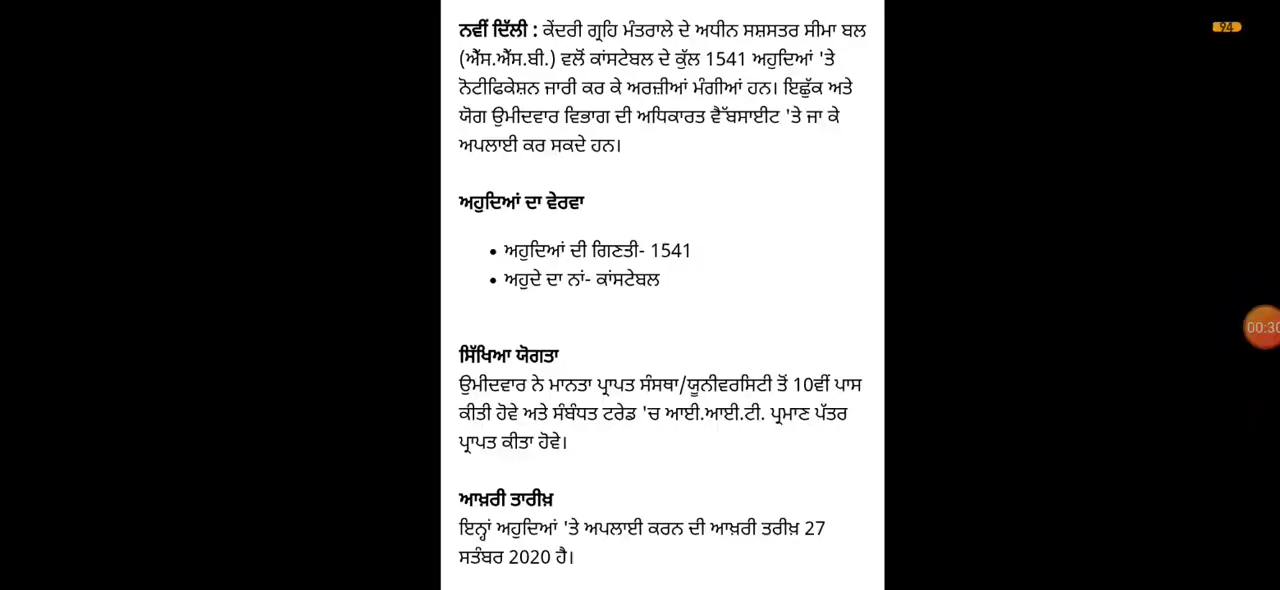 ਨਵੀਂ ਦਿੱਲੀ : ਕੇਂਦਰੀ ਗ੍ਰਹਿ ਮੰਤਰਾਲੇ ਦੇ ਅਧੀਨ ਸਸ਼ਸਤਰ ਸੀਮਾ ਬਲ
(ਐੱਸ.ਐੱਸ.ਬੀ.) ਵਲੋਂ ਕਾਂਸਟੇਬਲ ਦੇ ਕੁੱਲ 1541 ਅਹੁਦਿਆਂ 'ਤੇ
ਨੋਟੀਫਿਕੇਸ਼ਨ ਜਾਰੀ ਕਰ ਕੇ ਅਰਜ਼ੀਆਂ ਮੰਗੀਆਂ ਹਨ। ਇਛੁੱਕ ਅਤੇ
ਯੋਗ ਉਮੀਦਵਾਰ ਵਿਭਾਗ ਦੀ ਅਧਿਕਾਰਤ ਵੈੱਬਸਾਈਟ 'ਤੇ ਜਾ ਕੇ
ਅਪਲਾਈ ਕਰ ਸਕਦੇ ਹਨ।
ਅਹੁਦਿਆਂ ਦਾ ਵੇਰਵਾ
• ਅਹੁਦਿਆਂ ਦੀ ਗਿਣਤੀ- 1541
• ਅਹੁਦੇ ਦਾ ਨਾਂ- ਕਾਂਸਟੇਬਲ
ਸਿੱਖਿਆ ਯੋਗਤਾ
ਉਮੀਦਵਾਰ ਨੇ ਮਾਨਤਾ ਪ੍ਰਾਪਤ ਸੰਸਥਾ/ਯੂਨੀਵਰਸਿਟੀ ਤੋਂ 10ਵੀਂ ਪਾਸ
ਕੀਤੀ ਹੋਵੇ ਅਤੇ ਸੰਬੰਧਤ ਟਰੇਡ 'ਚ ਆਈ.ਆਈ.ਟੀ. ਪ੍ਰਮਾਣ ਪੱਤਰ
ਪ੍ਰਾਪਤ ਕੀਤਾ ਹੋਵੇ।
ਆਖ਼ਰੀ ਤਾਰੀਖ਼
ਇਨ੍ਹਾਂ ਅਹੁਦਿਆਂ 'ਤੇ ਅਪਲਾਈ ਕਰਨ ਦੀ ਆਖ਼ਰੀ ਤਰੀਖ਼ 27
ਸਤੰਬਰ 2020 ਹੈ।
94
00:30